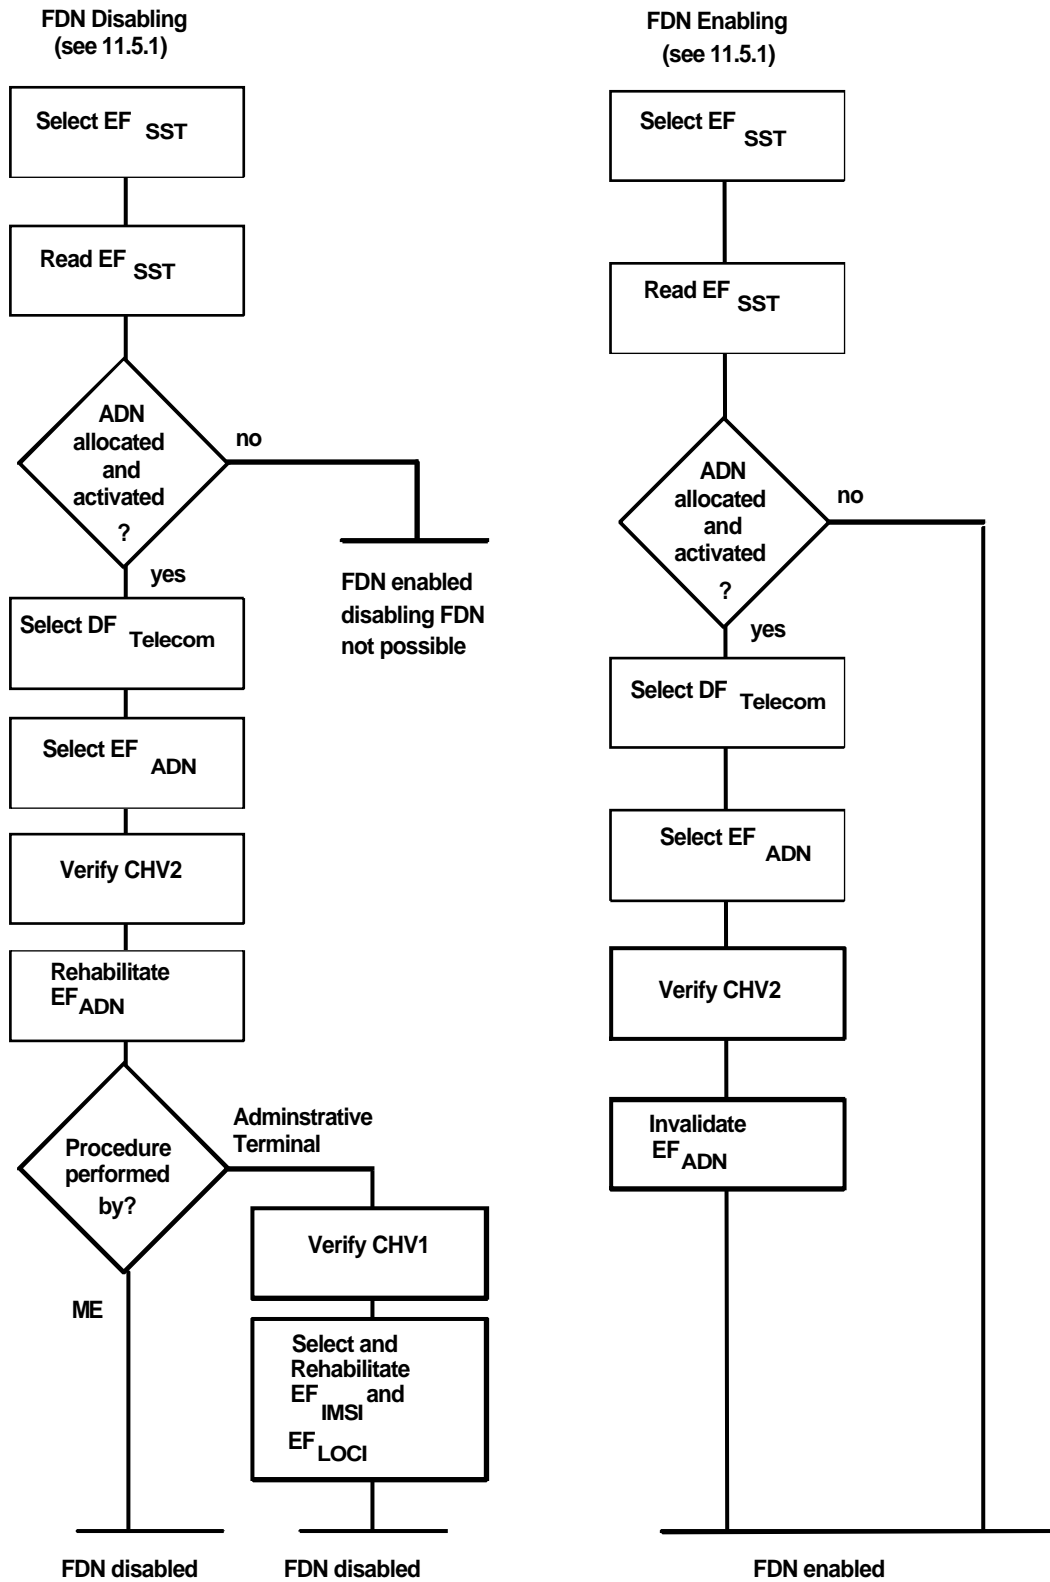 FDN Disabling
(see 11.5.1)
Select EF SST
Read EF SST
ADN
allocated
and
activated
?
no
yes
FDN enabled
disabling FDN
not possible
Select DF Telecom
Select EF ADN
Verify CHV2
Rehabilitate
EF ADN
Procedure
performed
by?
Adminstrative
Terminal
ME
Verify CHV1
Select and
Rehabilitate
EF IMSI and
EF LOCI
FDN disabled
FDN disabled
FDN Enabling
(see 11.5.1)
Select EF SST
Read EF SST
ADN
allocated
and
activated
?
no
yes
Select DF Telecom
Select EF ADN
Verify CHV2
Invalidate
EF ADN
FDN enabled